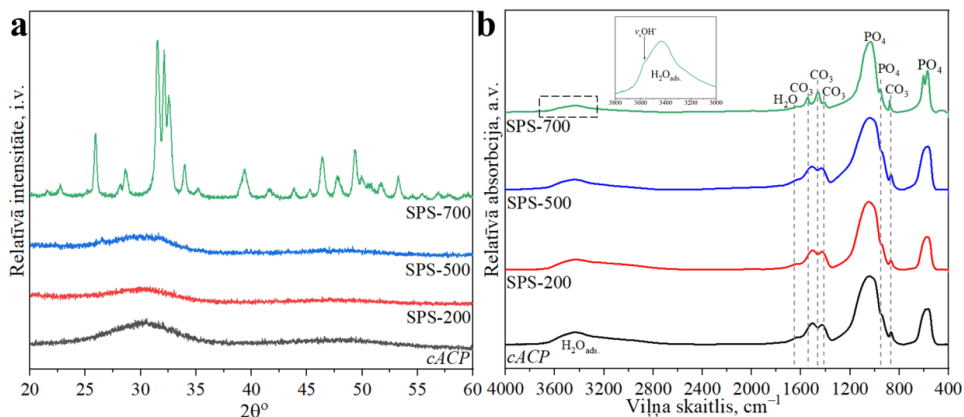 a
Relatīvā intensitāte, i.v.
SPS-700
SPS-500
SPS-200
cACP
20 25 30 35 40 45 50 55 60
2θ°
b
Relatīvā absorbcija, a.v.
νsOH-
H2Oads.
3800 3600 3400 3200 3000
H2O
CO3
CO3
CO3
PO4
PO4
CO3
PO4
SPS-700
SPS-500
SPS-200
H2Oads.
cACP
4000 3600 3200 2800 2400 2000 1600 1200 800 400
Viļņa skaitlis, cm–1